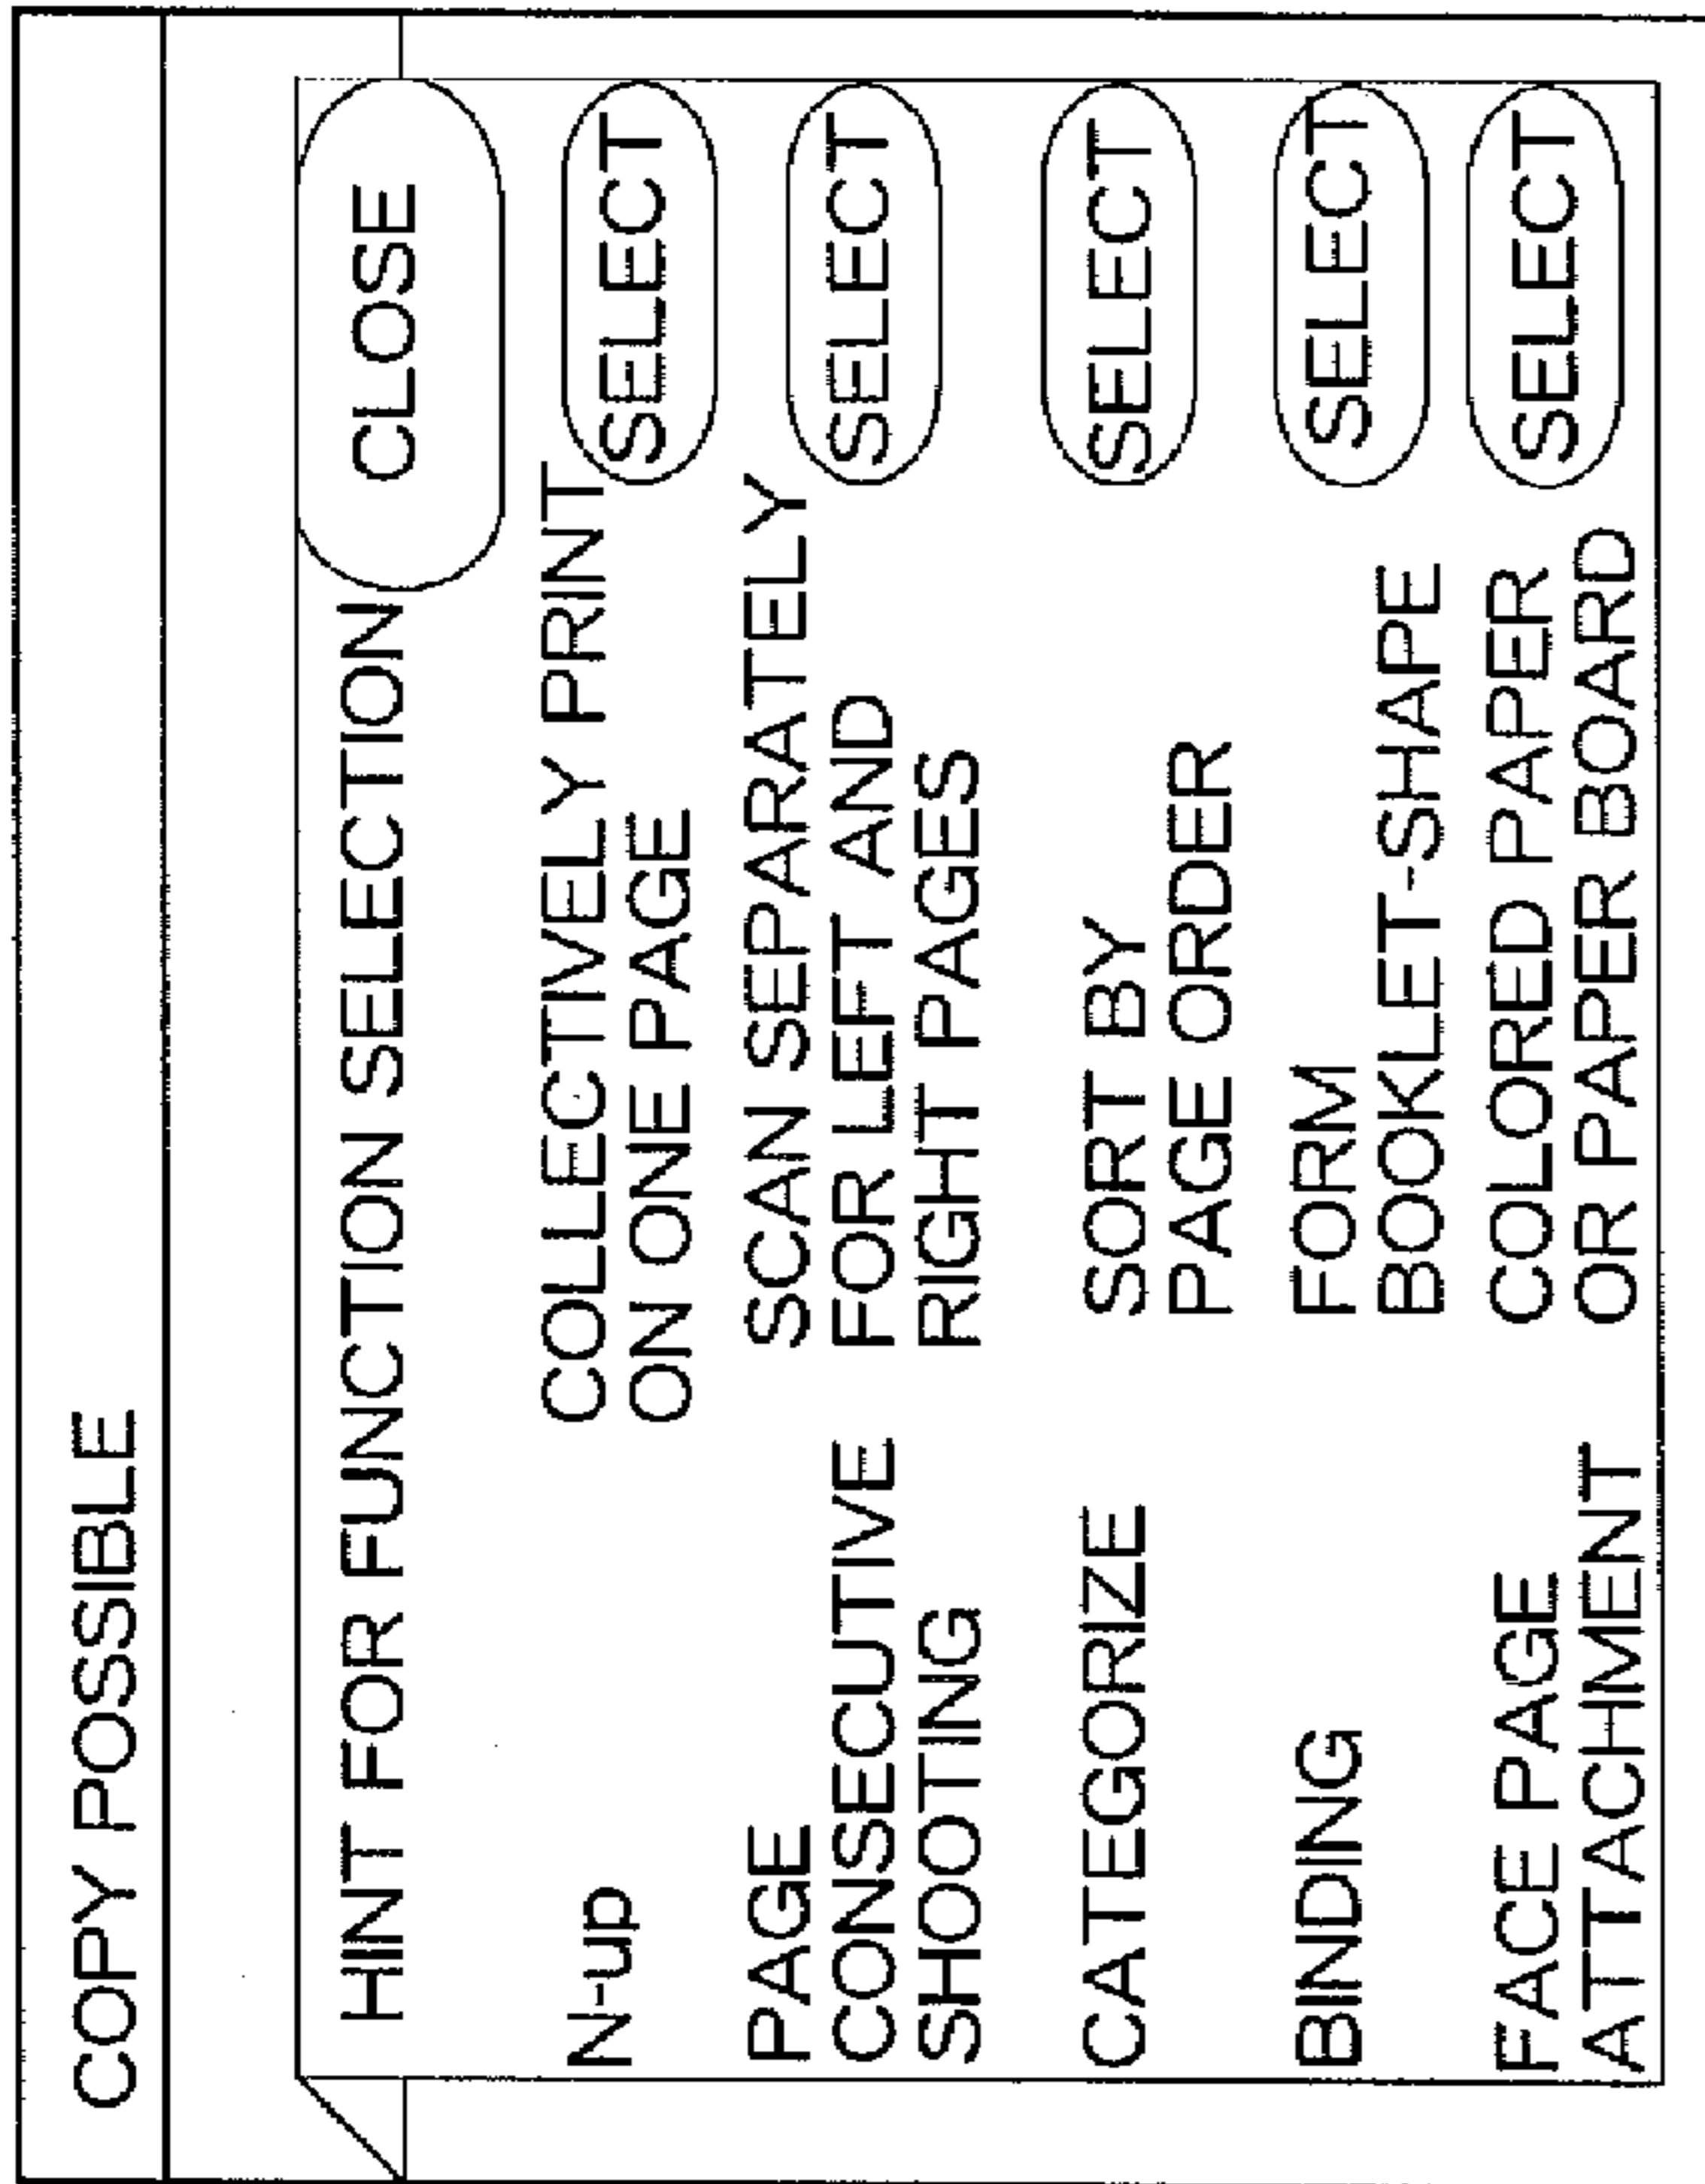 COPY POSSIBLE
HINT FOR FUNCTION SELECTION
CLOSE
N-up
COLLECTIVELY PRINT
ON ONE PAGE
SELECT
PAGE
CONSECUTIVE
SHOOTING
SCAN SEPARATELY
FOR LEFT AND
RIGHT PAGES
SELECT
CATEGORIZE
SORT BY
PAGE ORDER
SELECT
BINDING
FORM
BOOKLET-SHAPE
SELECT
FACE PAGE
ATTACHMENT
COLORED PAPER
OR PAPER BOARD
SELECT